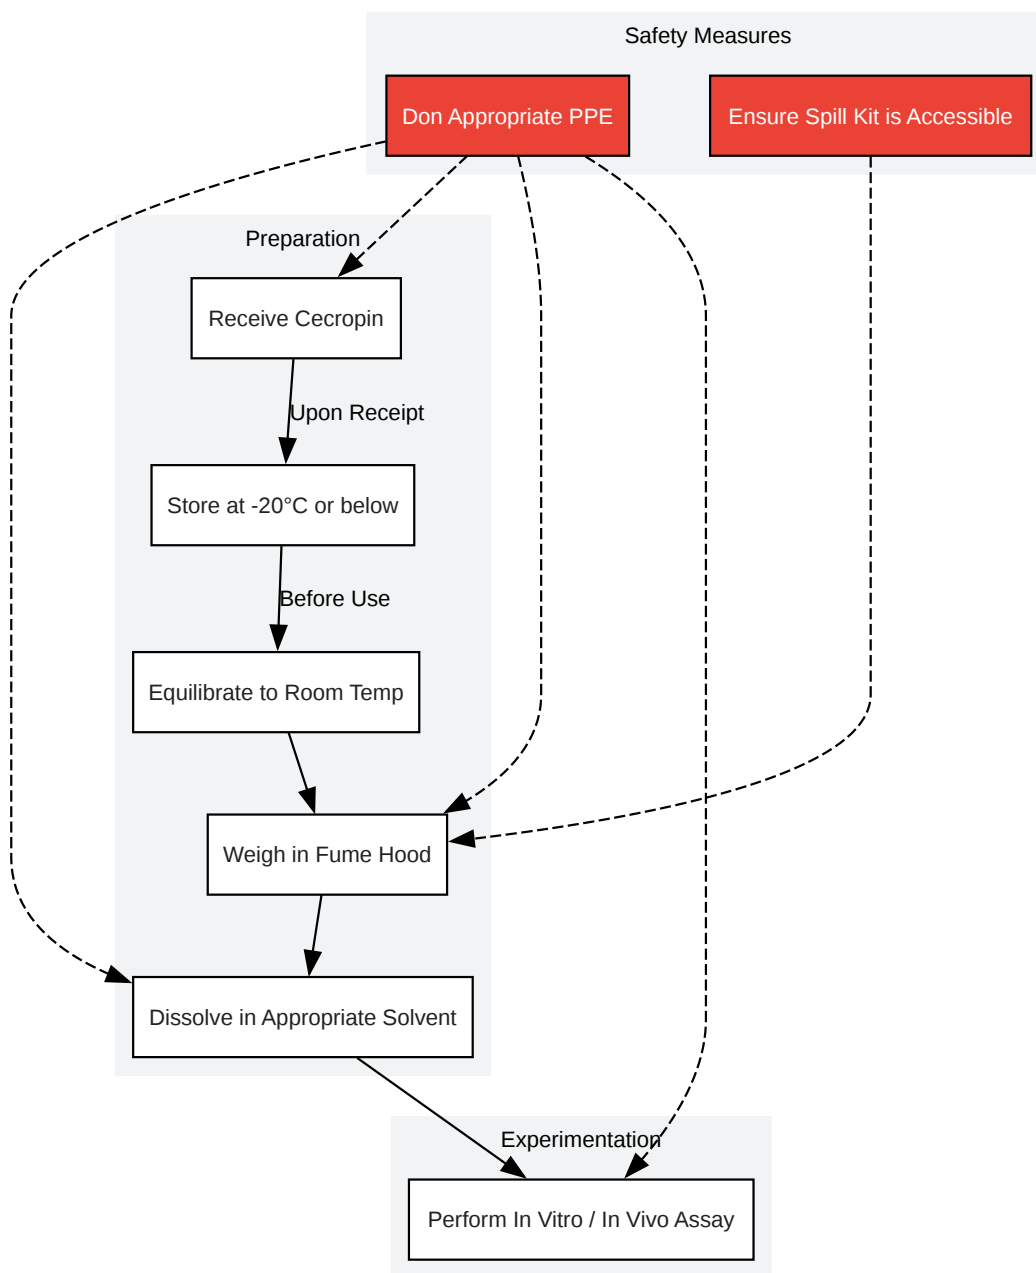 Safety Measures
Don Appropriate PPE
Ensure Spill Kit is Accessible
Preparation
Receive Cecropin
Upon Receipt
Store at -20°C or below
Before Use
Equilibrate to Room Temp
Weigh in Fume Hood
Dissolve in Appropriate Solvent
Experimentation
Perform In Vitro / In Vivo Assay